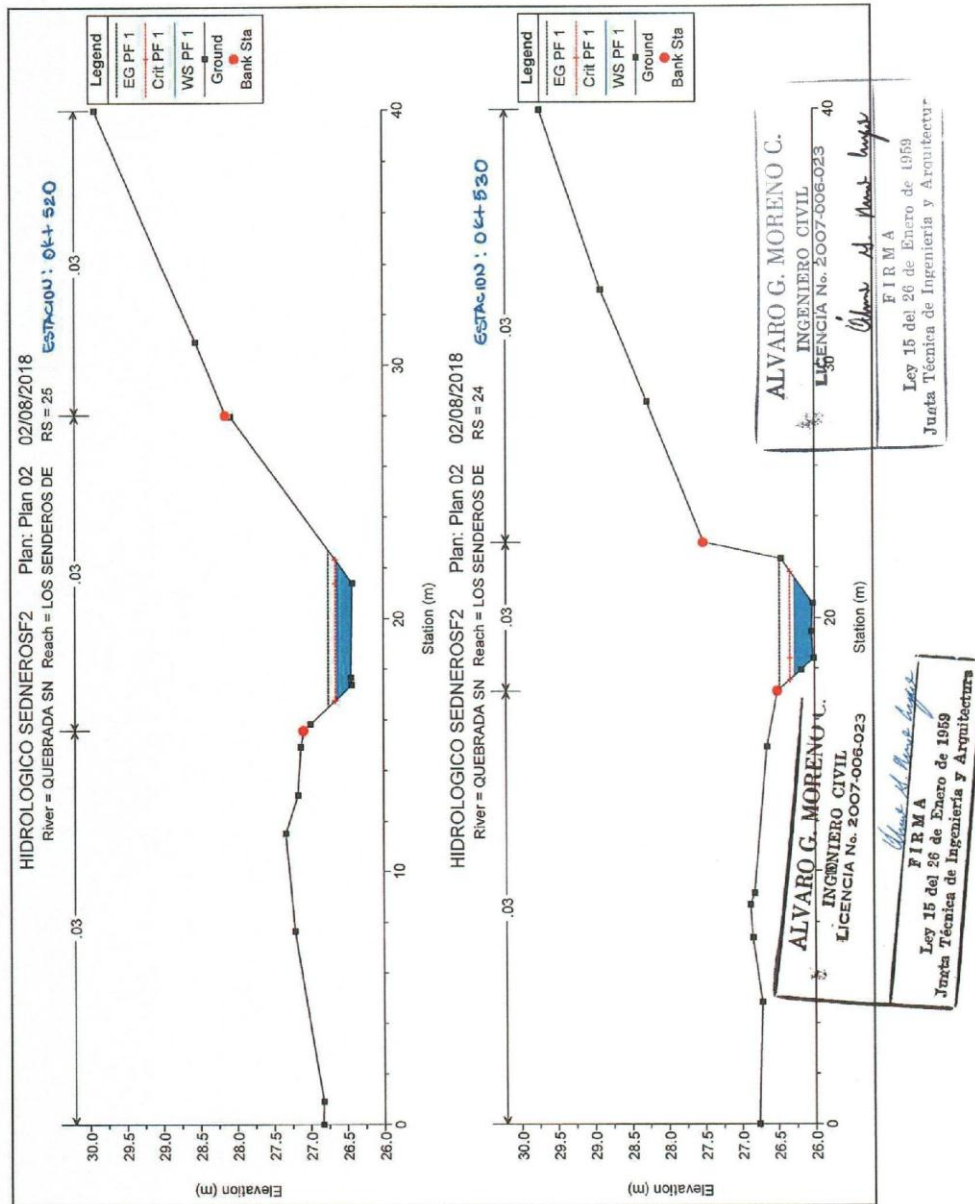 HIDROLOGICO SEDNEROSF2 Plan: Plan 02 02/08/2018
River = QUEBRADA SN Reach = LOS SENDEROS DE RS = 25
ESTACION: 0K+520
.03
.03
.03
Legend
EG PF 1
Crit PF 1
WS PF 1
Ground
Bank Sta
30.0
29.5
29.0
28.5
28.0
27.5
27.0
26.5
26.0
Elevation (m)
0
10
20
30
40
Station (m)
HIDROLOGICO SEDNEROSF2 Plan: Plan 02 02/08/2018
River = QUEBRADA SN Reach = LOS SENDEROS DE RS = 24
ESTACION: 0K+530
.03
.03
.03
Legend
EG PF 1
Crit PF 1
WS PF 1
Ground
Bank Sta
30.0
29.5
29.0
28.5
28.0
27.5
27.0
26.5
26.0
Elevation (m)
0
10
20
30
40
Station (m)
ALVARO G. MORENO C.
INGENIERO CIVIL
LICENCIA No. 2007-006-023
FIRMA
Ley 15 del 26 de Enero de 1959
Junta Técnica de Ingeniería y Arquitectura
ALVARO G. MORENO C.
INGENIERO CIVIL
LICENCIA No. 2007-006-023
FIRMA
Ley 15 del 26 de Enero de 1959
Junta Técnica de Ingeniería y Arquitectur